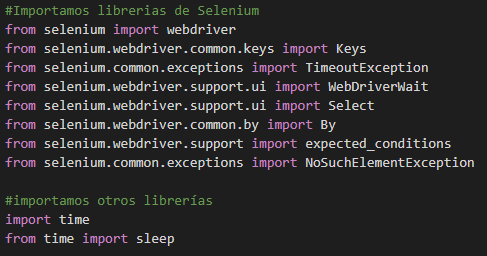 #Importamos librerias de Selenium
from selenium import webdriver
from selenium.webdriver.common.keys import Keys
from selenium.common.exceptions import TimeoutException
from selenium.webdriver.support.ui import WebDriverWait
from selenium.webdriver.support.ui import Select
from selenium.webdriver.common.by import By
from selenium.webdriver.support import expected_conditions
from selenium.common.exceptions import NoSuchElementException
#importamos otros librerías
import time
from time import sleep